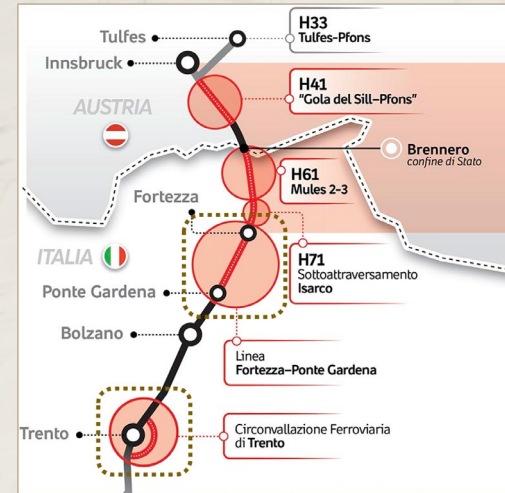 H33
Tulfes-Pfons
Tulfes
Innsbruck
H41
“Gola del Sill–Pfons”
AUSTRIA
Brennero
confine di Stato
H61
Mules 2-3
Fortezza
H71
Sottoattraversamento
Isarco
ITALIA
Ponte Gardena
Bolzano
Linea
Fortezza–Ponte Gardena
Circonvallazione Ferroviaria
di Trento
Trento